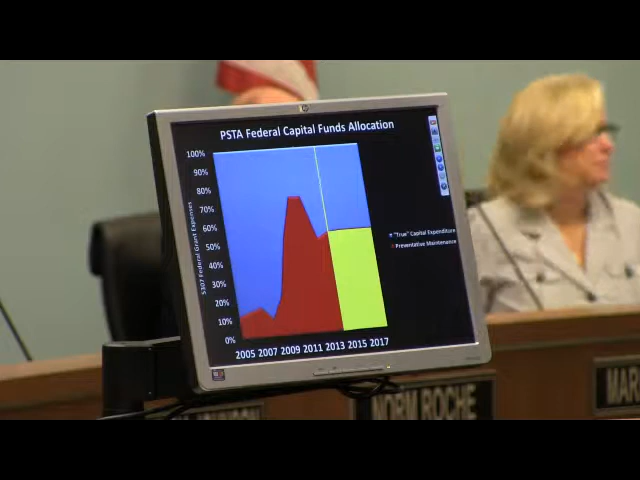 hp
PSTA Federal Capital Funds Allocation
100%
90%
80%
70%
60%
50%
40%
30%
20%
10%
0%
5307 Federal Grant Expenses
2005 2007 2009 2011 2013 2015 2017
"True" Capital Expenditure
Preventative Maintenance
NORM ROCHE
MAR